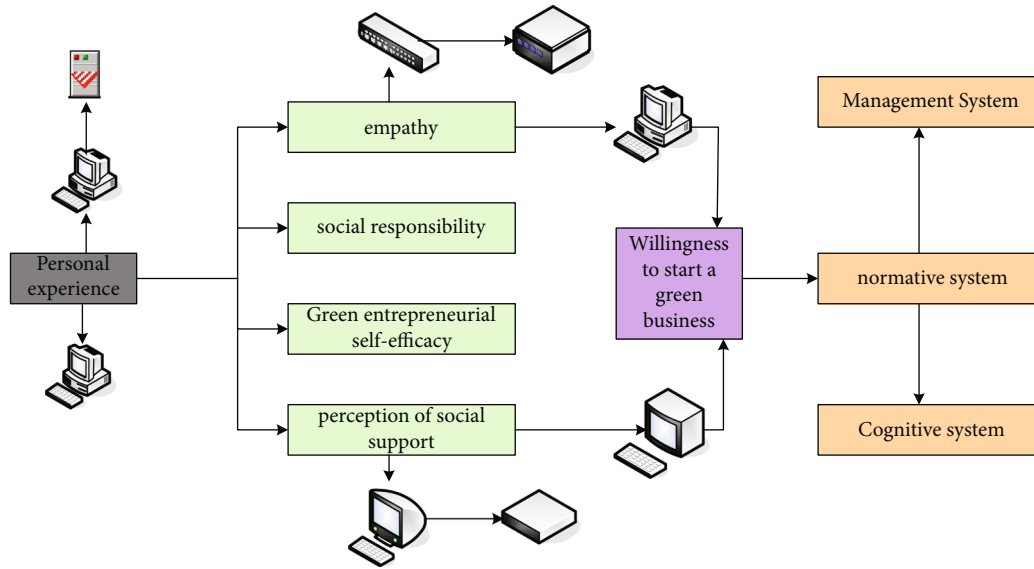 Personal
experience
empathy
social responsibility
Green entrepreneurial
self-efficacy
perception of social
support
Willingness
to start a
green
business
Management System
normative system
Cognitive system